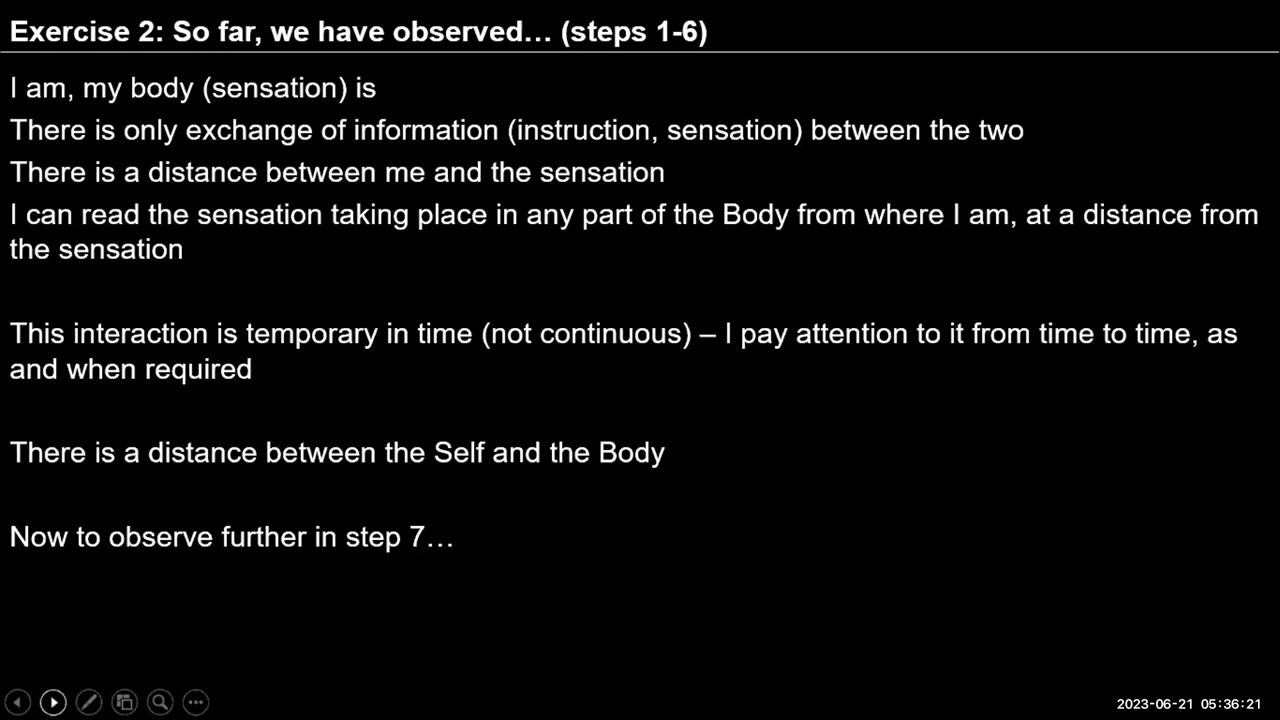 Exercise 2: So far, we have observed… (steps 1-6)
I am, my body (sensation) is
There is only exchange of information (instruction, sensation) between the two
There is a distance between me and the sensation
I can read the sensation taking place in any part of the Body from where I am, at a distance from
the sensation
This interaction is temporary in time (not continuous) – I pay attention to it from time to time, as
and when required
There is a distance between the Self and the Body
Now to observe further in step 7…
2023-06-21 05:36:21